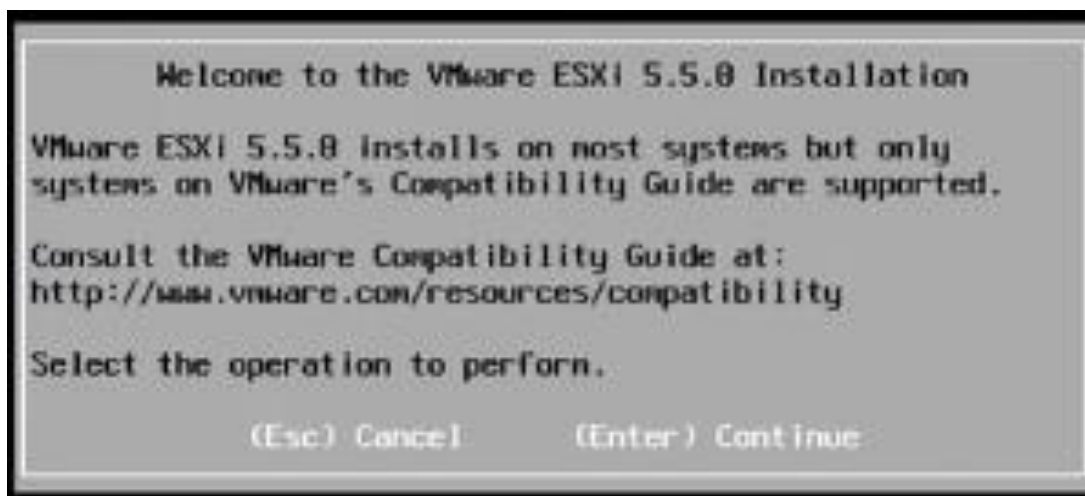 Welcome to the VMware ESXi 5.5.0 Installation
VMware ESXi 5.5.0 installs on most systems but only
systems on VMware's Compatibility Guide are supported.
Consult the VMware Compatibility Guide at:
http://www.vmware.com/resources/compatibility
Select the operation to perform.
(Esc) Cancel (Enter) Continue